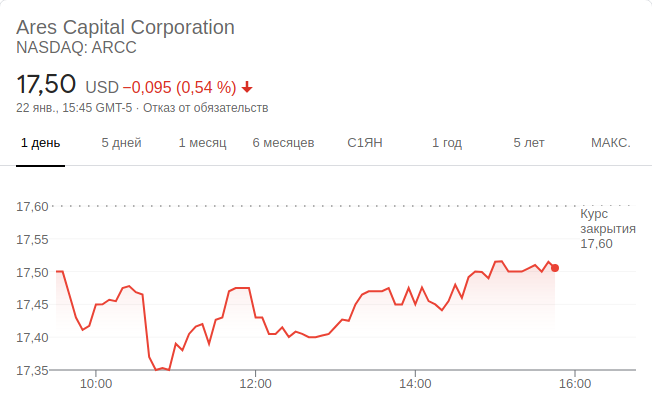 Ares Capital Corporation
NASDAQ: ARCC
17,50 USD −0,095 (0,54 %)
22 янв., 15:45 GMT-5 · Отказ от обязательств
1 день 5 дней 1 месяц 6 месяцев С1ЯН 1 год 5 лет МАКС.
17,60
Курс
закрытия
17,60
17,55
17,50
17,45
17,40
17,35
10:00 12:00 14:00 16:00